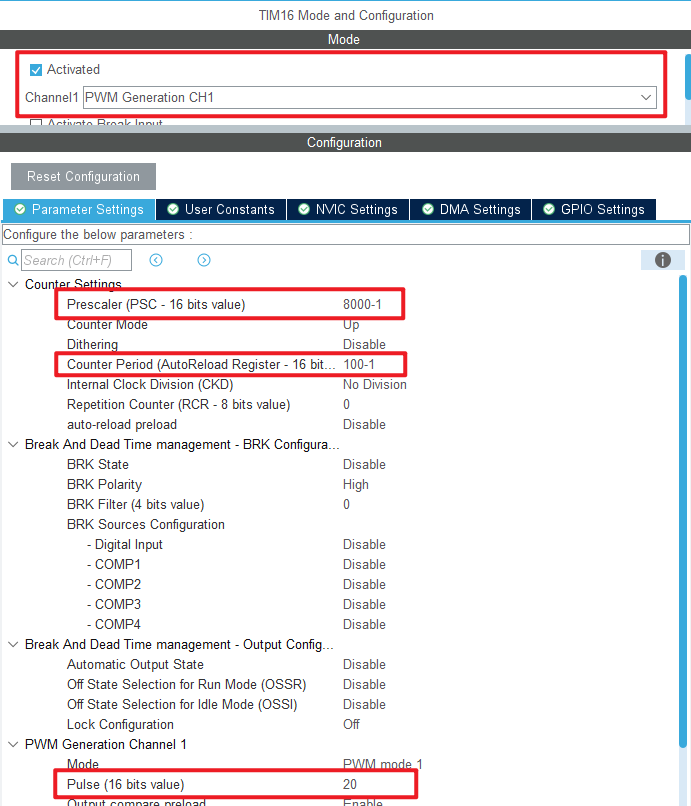 TIM16 Mode and Configuration
Mode
Activated
Channel1 PWM Generation CH1
Activate Break Input
Configuration
Reset Configuration
Parameter Settings User Constants NVIC Settings DMA Settings GPIO Settings
Configure the below parameters :
Search (Ctrl+F)
Counter Settings
Prescaler (PSC - 16 bits value) 8000-1
Counter Mode Up
Dithering Disable
Counter Period (AutoReload Register - 16 bit... 100-1
Internal Clock Division (CKD) No Division
Repetition Counter (RCR - 8 bits value) 0
auto-reload preload Disable
Break And Dead Time management - BRK Configura...
BRK State Disable
BRK Polarity High
BRK Filter (4 bits value) 0
BRK Sources Configuration
- Digital Input Disable
- COMP1 Disable
- COMP2 Disable
- COMP3 Disable
- COMP4 Disable
Break And Dead Time management - Output Config...
Automatic Output State Disable
Off State Selection for Run Mode (OSSR) Disable
Off State Selection for Idle Mode (OSSI) Disable
Lock Configuration Off
PWM Generation Channel 1
Mode PWM mode 1
Pulse (16 bits value) 20
Output compare preload Enable